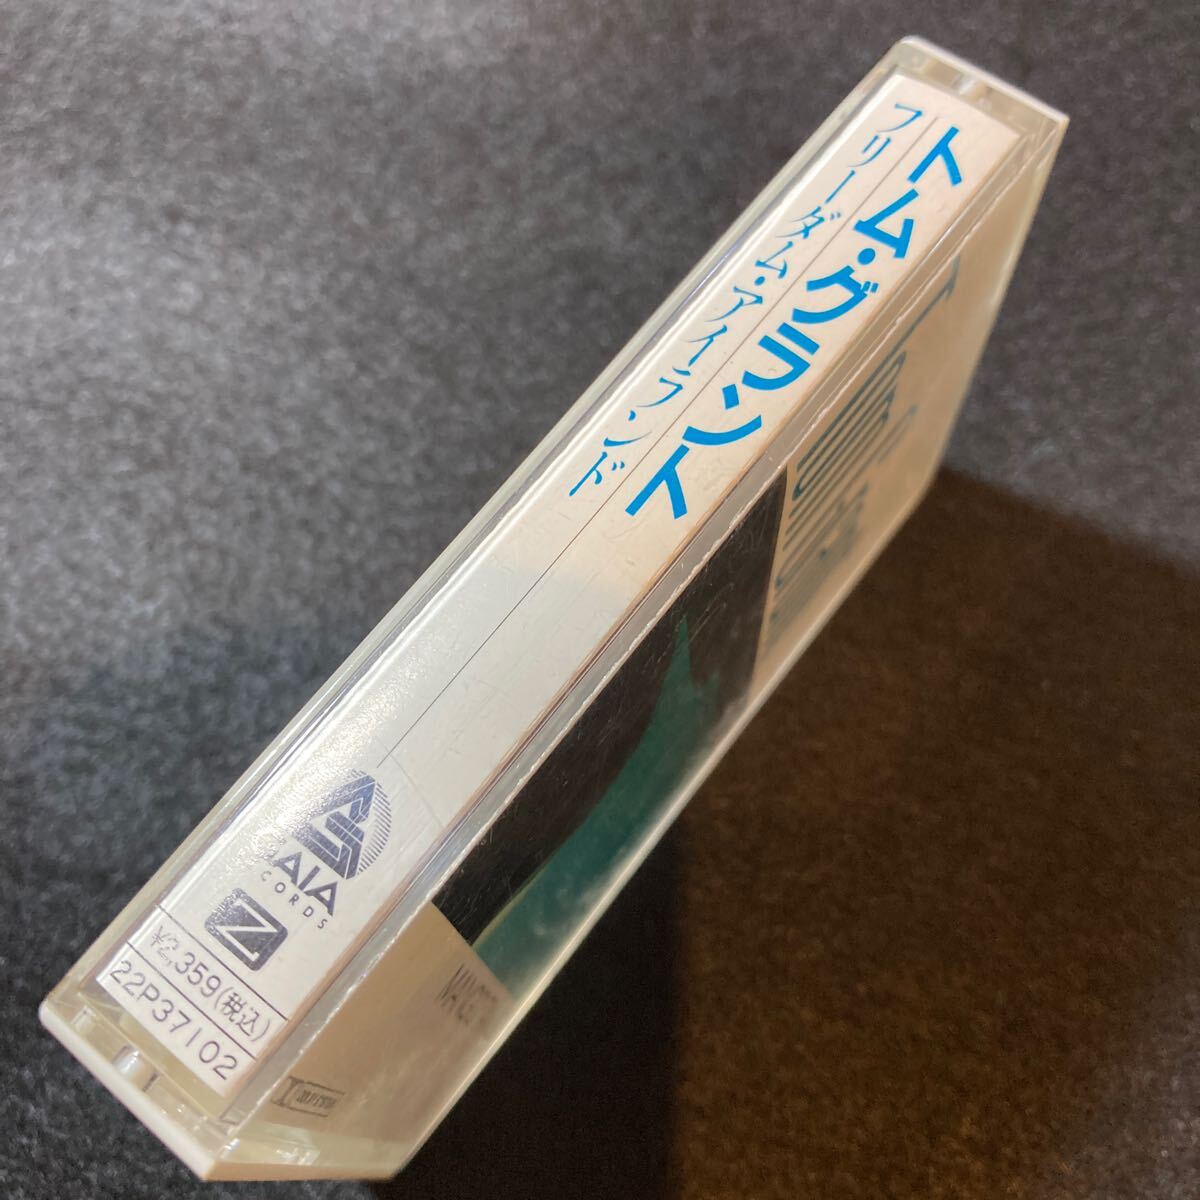 トム・グラント
フリーダム・アイランド
GAIA
RECORDS
Z
¥2,359(税込)
22P37102